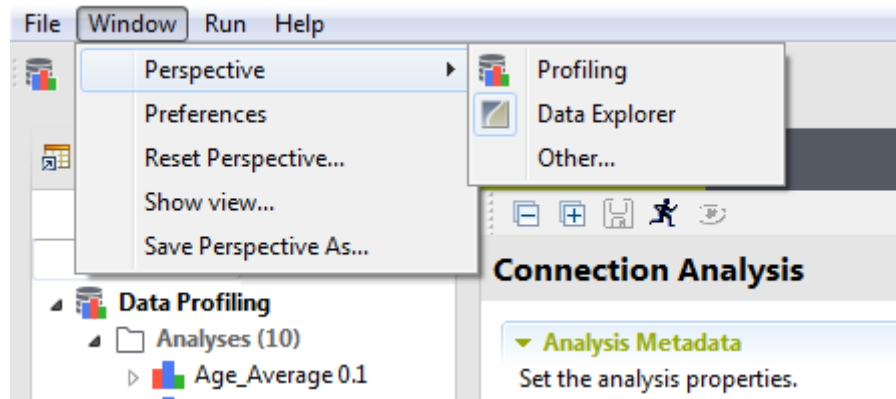 File Window Run Help
Perspective
Preferences
Reset Perspective...
Show view...
Save Perspective As...
Profiling
Data Explorer
Other...
Connection Analysis
Data Profiling
Analyses (10)
Age_Average 0.1
Analysis Metadata
Set the analysis properties.